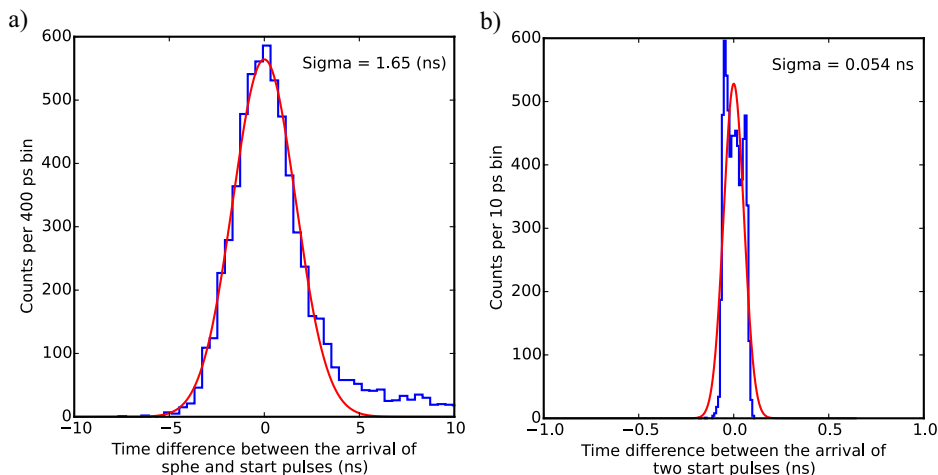 a)
600
500
400
300
200
100
0
−10
−5
0
5
10
Counts per 400 ps bin
Sigma = 1.65 (ns)
Time difference between the arrival of
sphe and start pulses (ns)
b)
600
500
400
300
200
100
0
−1.0
−0.5
0.0
0.5
1.0
Counts per 10 ps bin
Sigma = 0.054 ns
Time difference between the arrival of
two start pulses (ns)